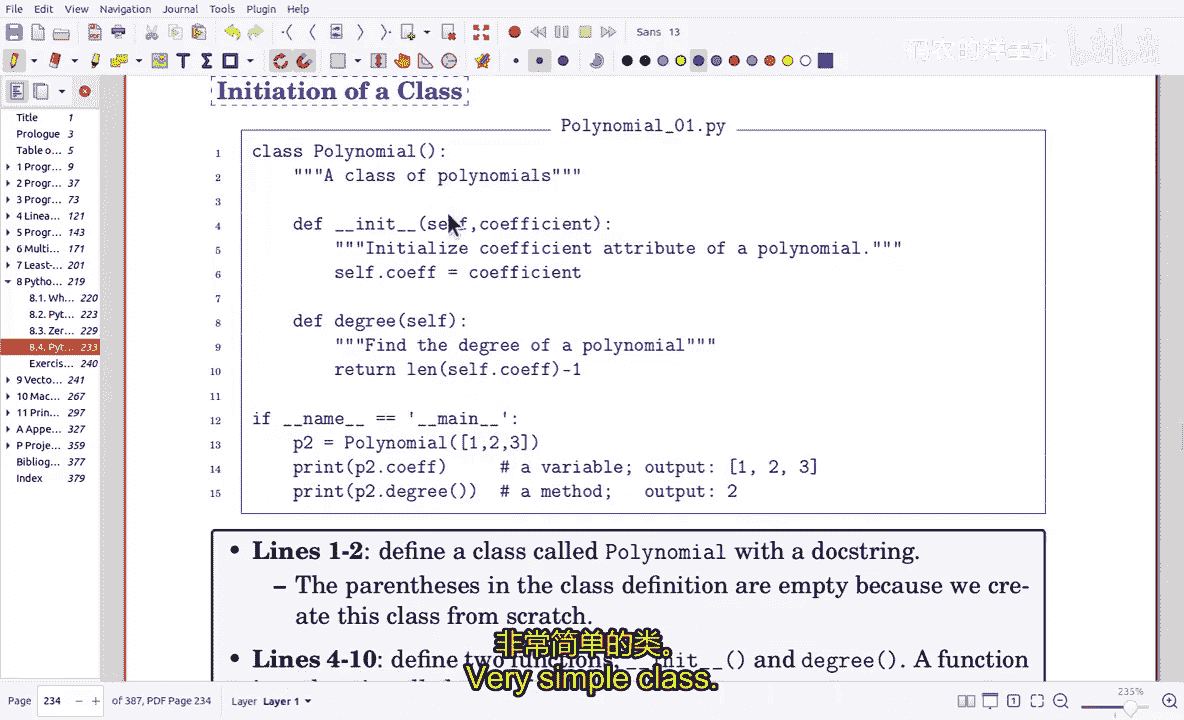 File Edit View Navigation Journal Tools Plugin Help
Sans 13
Title 1
Prologue 3
Table o... 5
1 Progr... 9
2 Progr... 37
3 Progr... 73
4 Linea... 121
5 Progr... 143
6 Multi... 171
7 Least-... 201
8 Pytho... 219
8.1. Wh... 220
8.2. Pyt... 223
8.3. Zer... 229
8.4. Pyt... 233
Exercis... 240
9 Vecto... 241
10 Mac... 267
11 Prin... 297
A Appe... 327
P Proje... 359
Bibliog... 377
Index 379
Initiation of a Class
Polynomial_01.py
1 class Polynomial():
2 """A class of polynomials"""
3
4 def __init__(self,coefficient):
5 """Initialize coefficient attribute of a polynomial."""
6 self.coeff = coefficient
7
8 def degree(self):
9 """Find the degree of a polynomial"""
10 return len(self.coeff)-1
11
12 if __name__ == '__main__':
13 p2 = Polynomial([1,2,3])
14 print(p2.coeff) # a variable; output: [1, 2, 3]
15 print(p2.degree()) # a method; output: 2
• Lines 1-2: define a class called Polynomial with a docstring.
– The parentheses in the class definition are empty because we cre-
ate this class from scratch.
• Lines 4-10: define two functions, __init__() and degree(). A function
非常简单的类。
Very simple class.
Page 234 − + of 387, PDF Page 234 Layer Layer 1 235%